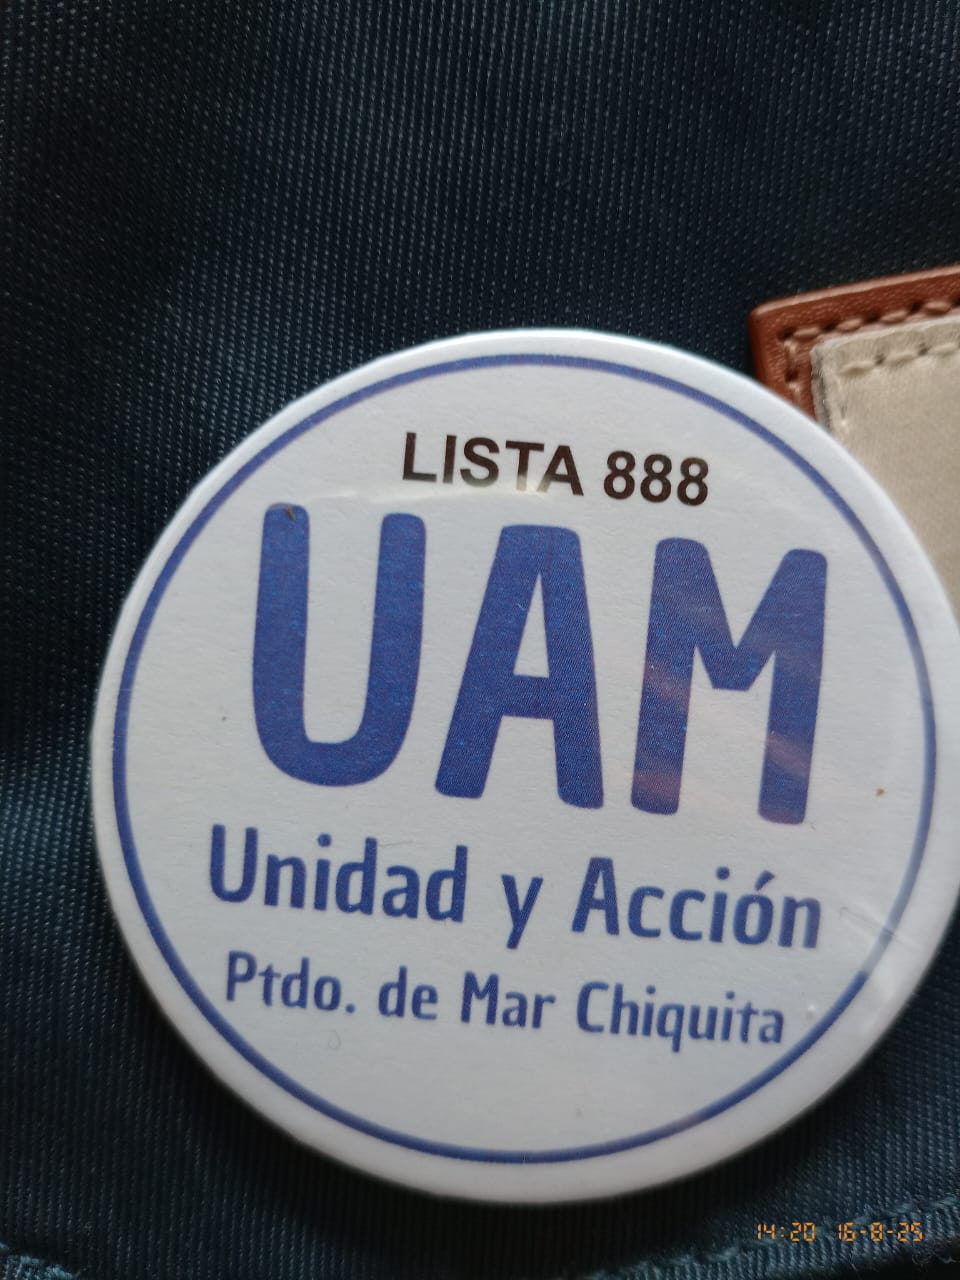 LISTA 888
UAM
Unidad y Acción
Ptdo. de Mar Chiquita
14:20 16-8-25